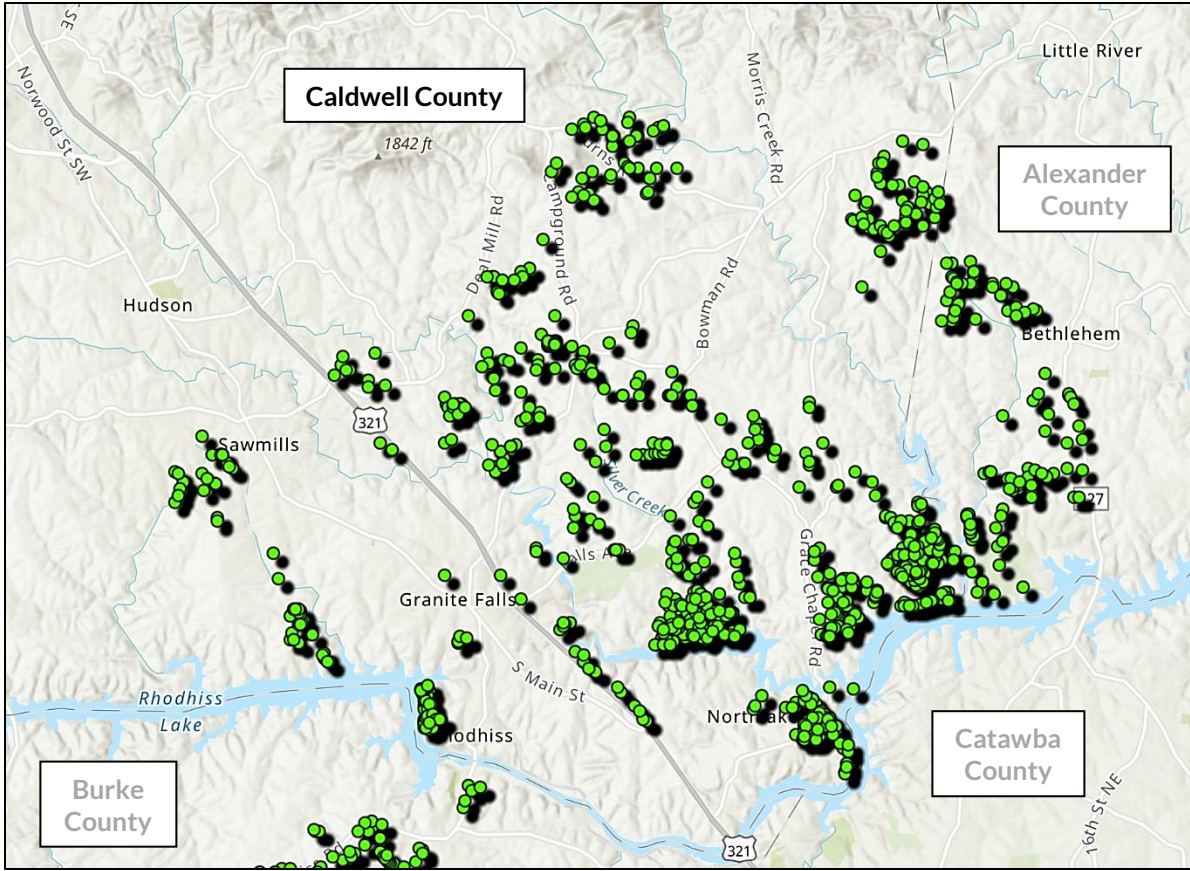 SE
Little River
Norwood St SW
Caldwell County
1842 ft
Morris Creek Rd
Alexander
County
Deal Mill Rd
Campground Rd
Bowman Rd
Hudson
Bethlehem
321
Sawmills
Creek
Grace Chapel Rd
Granite Falls
S Main St
Rhodhiss
Lake
Catawba
County
Burke
County
16th St NE
321